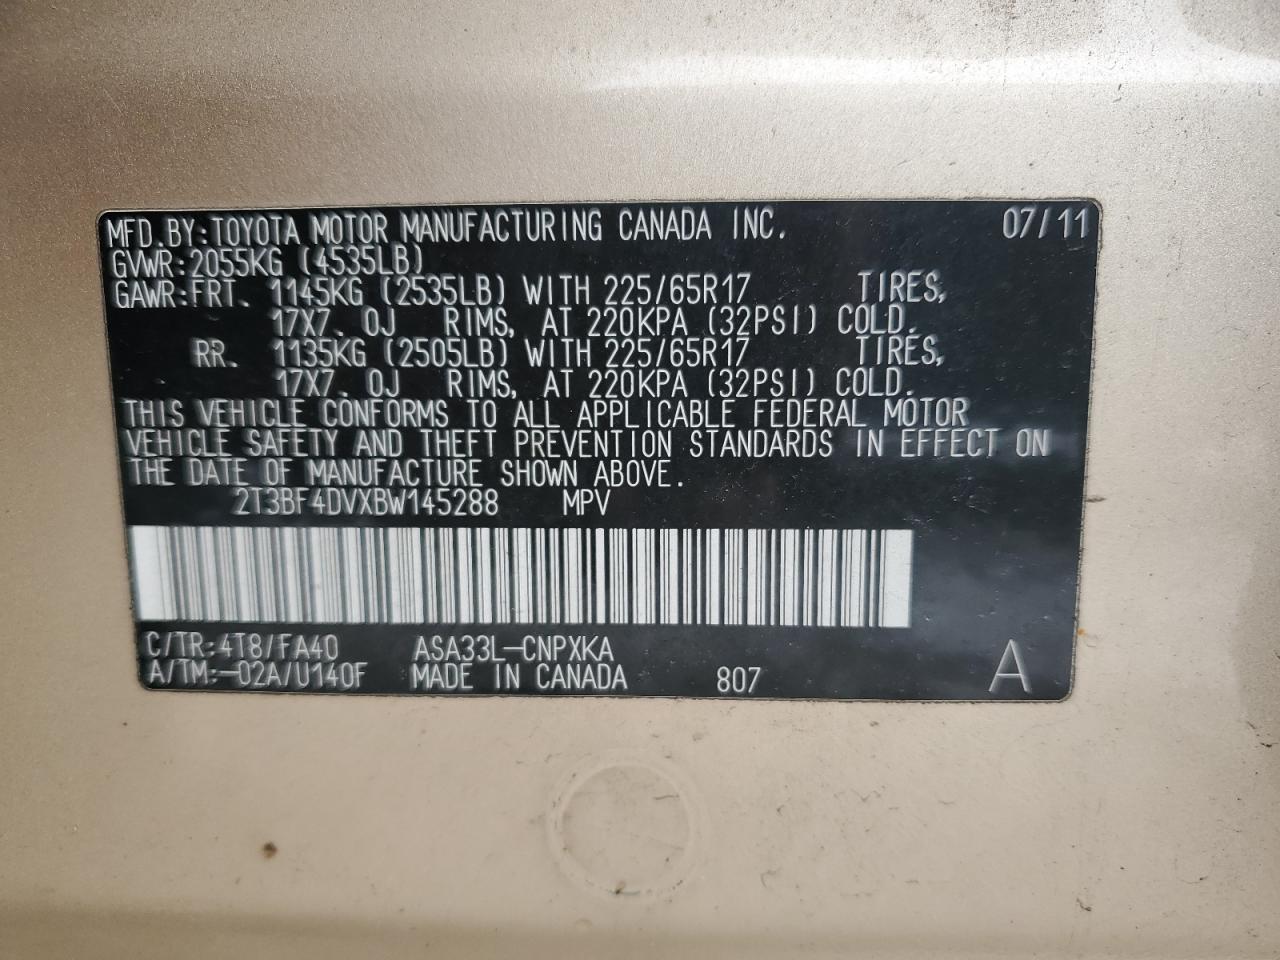 MFD.BY:TOYOTA MOTOR MANUFACTURING CANADA INC. 07/11
GVWR:2055KG (4535LB)
GAWR:FRT. 1145KG (2535LB) WITH 225/65R17 TIRES,
17X7. 0J RIMS, AT 220KPA (32PSI) COLD.
RR. 1135KG (2505LB) WITH 225/65R17 TIRES,
17X7. 0J RIMS, AT 220KPA (32PSI) COLD.
THIS VEHICLE CONFORMS TO ALL APPLICABLE FEDERAL MOTOR
VEHICLE SAFETY AND THEFT PREVENTION STANDARDS IN EFFECT ON
THE DATE OF MANUFACTURE SHOWN ABOVE.
2T3BF4DVXBW145288 MPV
C/TR:4T8/FA40 ASA33L-CNPXKA
A/TM:-02A/U140F MADE IN CANADA 807 A